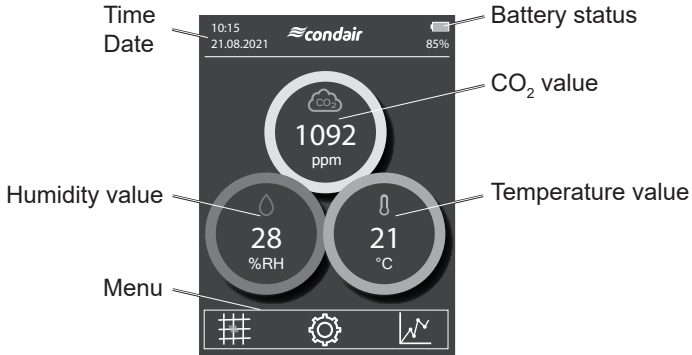 Time
Date
10:15
21.08.2021
condair
85%
Battery status
CO2
1092
ppm
CO₂ value
Humidity value
28
%RH
21
°C
Temperature value
Menu